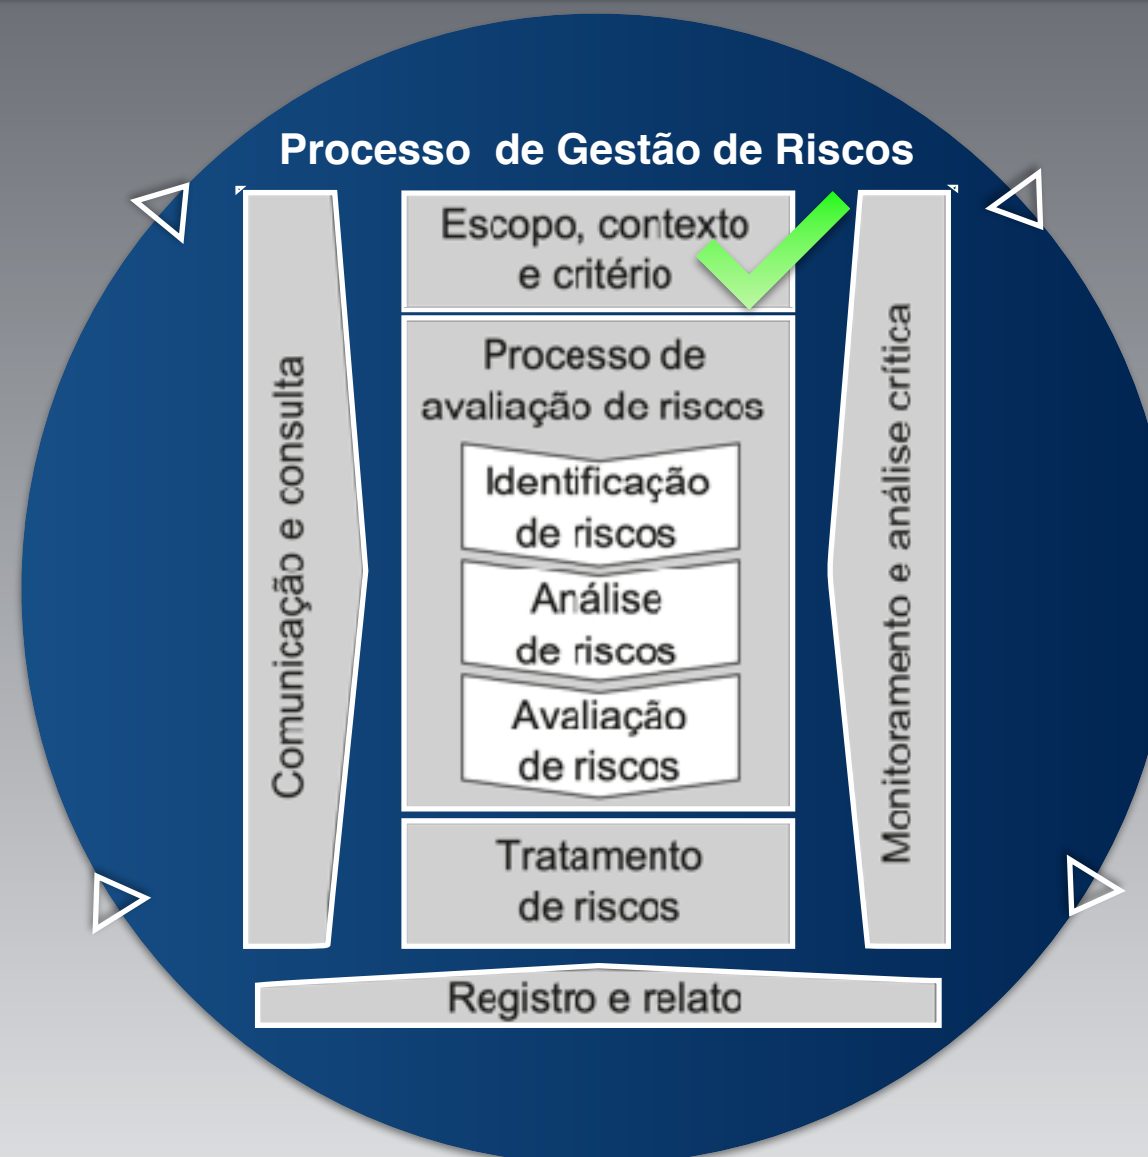 Processo de Gestão de Riscos
Comunicação e consulta
Escopo, contexto
e critério
Processo de
avaliação de riscos
Identificação
de riscos
Análise
de riscos
Avaliação
de riscos
Tratamento
de riscos
Monitoramento e análise crítica
Registro e relato